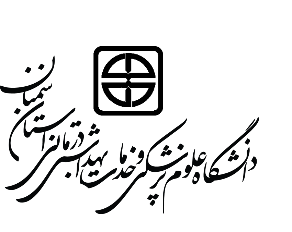 دانشگاه علوم پزشکی و خدمات بهداشتی درمانی استان سمنان